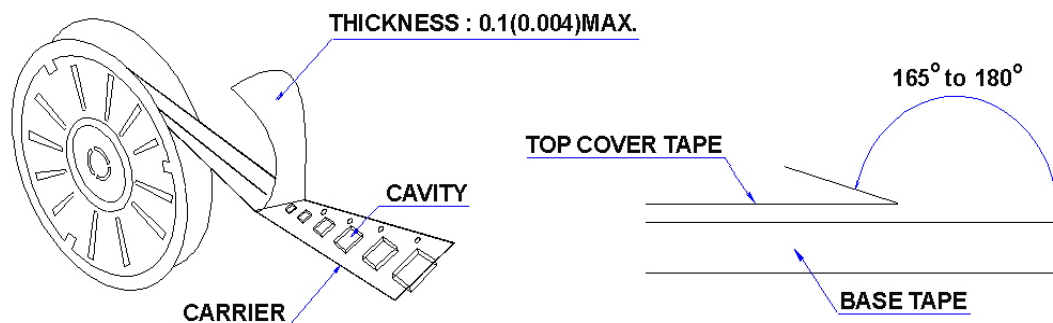 THICKNESS : 0.1(0.004)MAX.
CAVITY
CARRIER
165° to 180°
TOP COVER TAPE
BASE TAPE